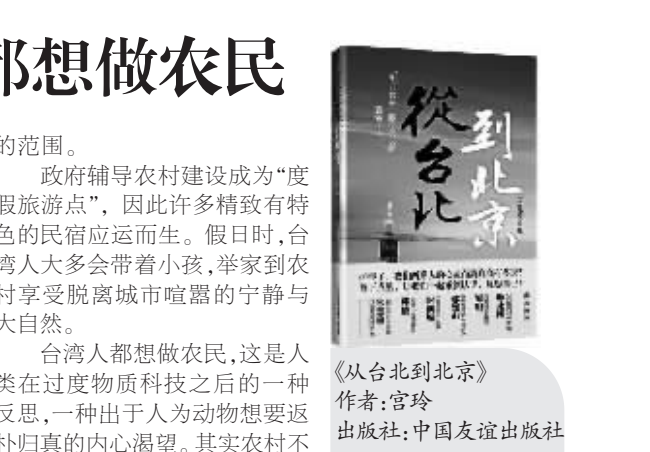 都想做农民
的范围。
政府辅导农村建设成为“度
假旅游点”，因此许多精致有特
色的民宿应运而生。假日时，台
湾人大多会带着小孩，举家到农
村享受脱离城市喧嚣的宁静与
大自然。
台湾人都想做农民，这是人
类在过度物质科技之后的一种
反思，一种出于人为动物想要返
朴归真的内心渴望。其实农村不
從台北
到北京
《从台北到北京》
作者：宫玲
出版社：中国友谊出版社